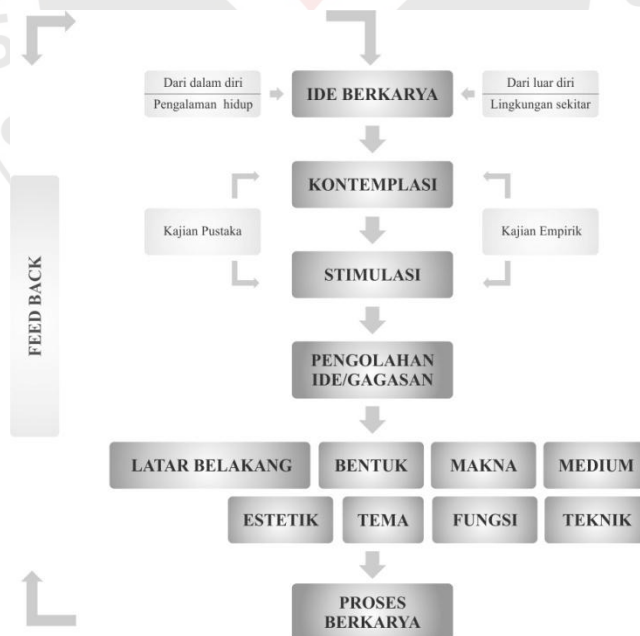 Dari dalam diri
Pengalaman hidup
IDE BERKARYA
Dari luar diri
Lingkungan sekitar
KONTEMPLASI
Kajian Pustaka
Kajian Empirik
STIMULASI
FEED BACK
PENGOLAHAN
IDE/GAGASAN
LATAR BELAKANG
BENTUK
MAKNA
MEDIUM
ESTETIK
TEMA
FUNGSI
TEKNIK
PROSES
BERKARYA